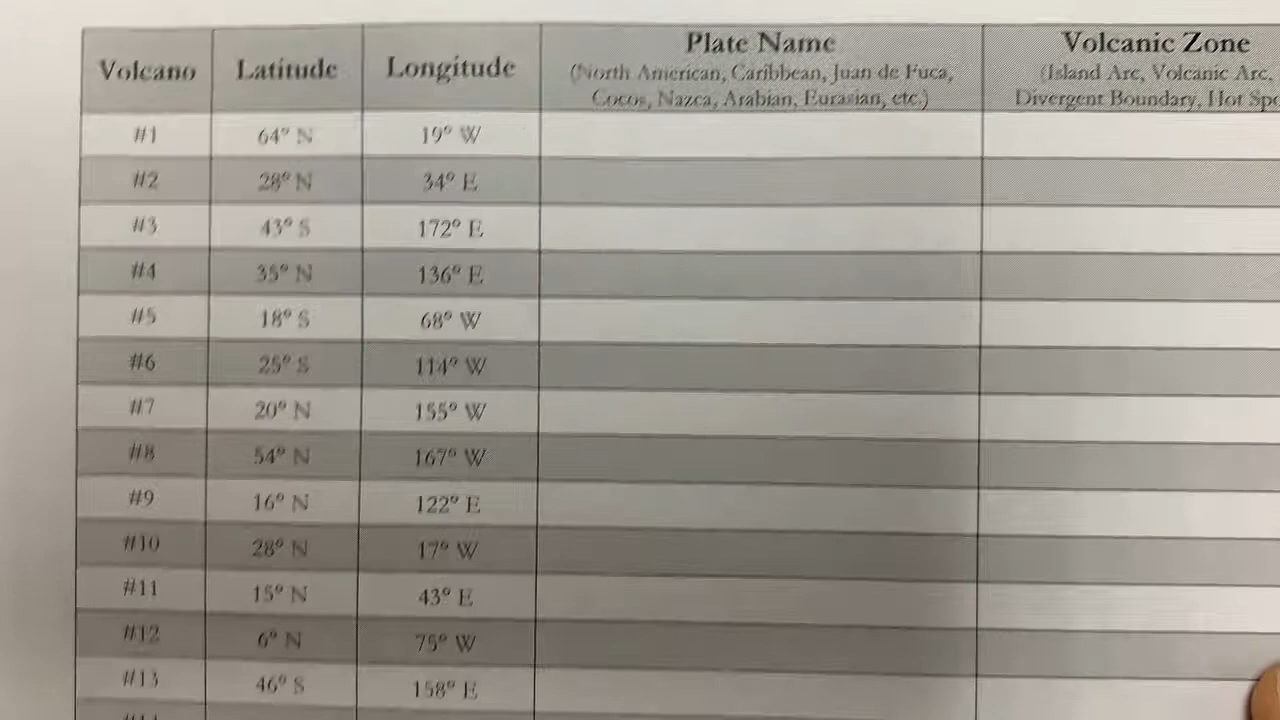 Volcano Latitude Longitude Plate Name Volcanic Zone
(North American, Caribbean, Juan de Fuca, (Island Arc, Volcanic Arc,
Cocos, Nazca, Arabian, Eurasian, etc.) Divergent Boundary, Hot Spo
#1 64° N 19° W
#2 28° N 34° E
#3 43° S 172° E
#4 35° N 136° E
#5 18° S 68° W
#6 25° S 114° W
#7 20° N 155° W
#8 54° N 167° W
#9 16° N 122° E
#10 28° N 17° W
#11 15° N 43° E
#12 6° N 75° W
#13 46° S 158° E